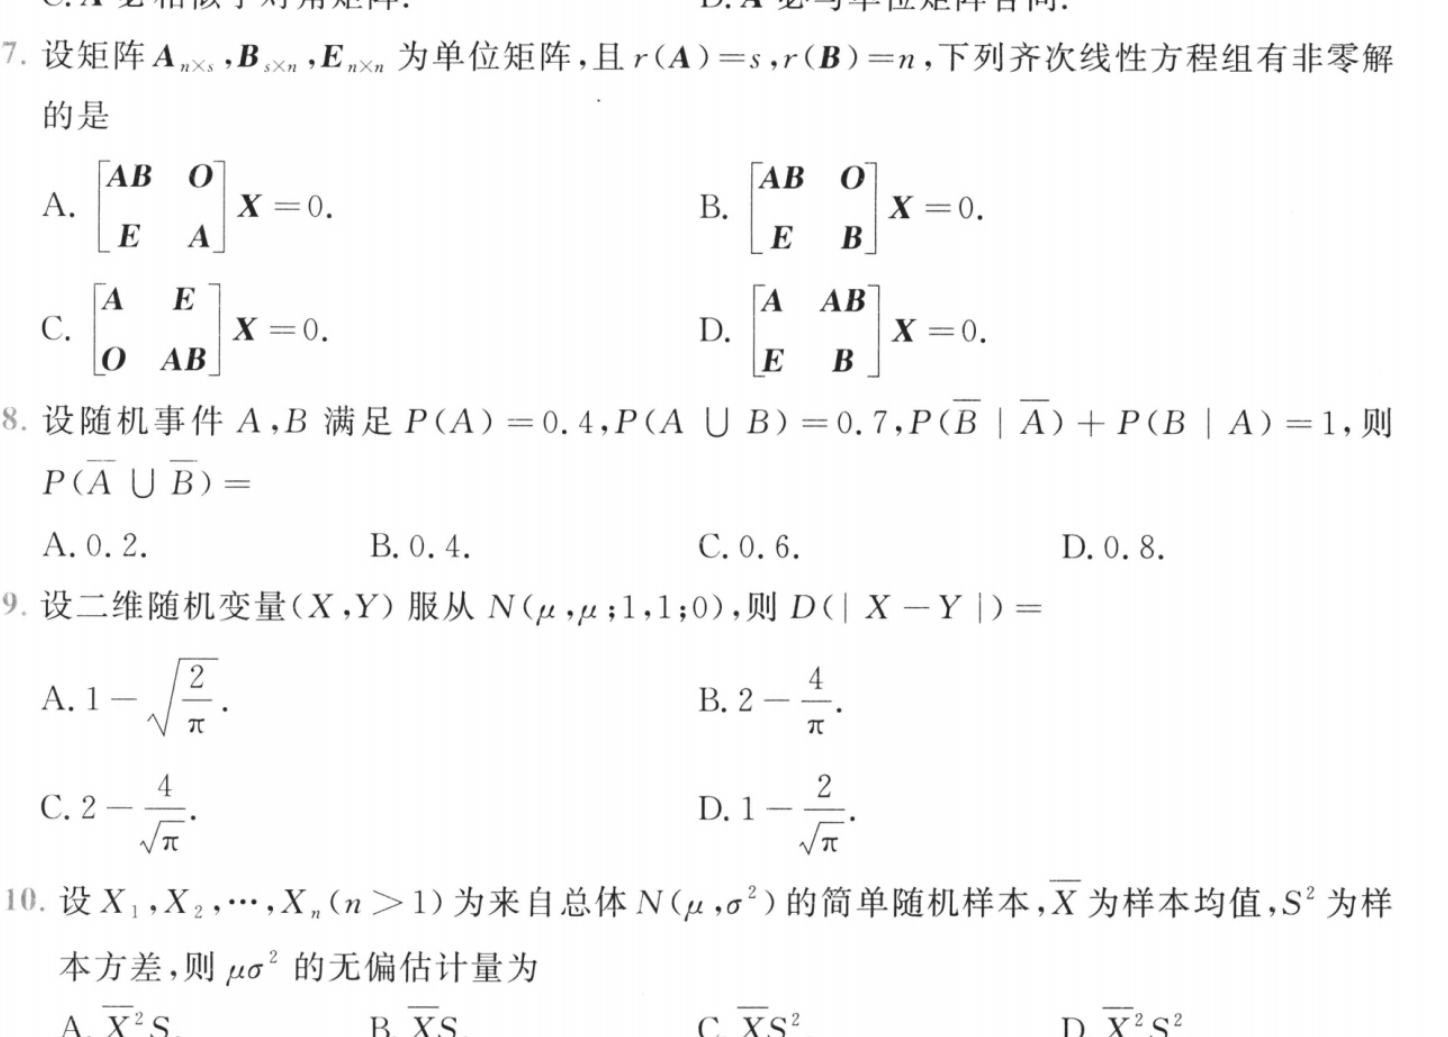 7. 设矩阵 A_{n×s}, B_{s×n}, E_{n×n} 为单位矩阵,且 r(A)=s, r(B)=n,下列齐次线性方程组有非零解
的是
A. [AB O; E A] X = 0. B. [AB O; E B] X = 0.
C. [A E; O AB] X = 0. D. [A AB; E B] X = 0.
8. 设随机事件 A,B 满足 P(A)=0.4, P(A ∪ B)=0.7, P(B̅ | A̅)+P(B | A)=1,则
P(A̅ ∪ B̅)=
A. 0.2. B. 0.4. C. 0.6. D. 0.8.
9. 设二维随机变量(X,Y) 服从 N(μ,μ;1,1;0),则 D(| X − Y |)=
A. 1 − √(2/π). B. 2 − 4/π.
C. 2 − 4/√π. D. 1 − 2/√π.
10. 设 X₁, X₂, ⋯, Xₙ (n > 1) 为来自总体 N(μ,σ²) 的简单随机样本, X̅ 为样本均值, S² 为样
本方差,则 μσ² 的无偏估计量为
A. X̅²S. B. X̅S. C. X̅S². D. X̅²S²